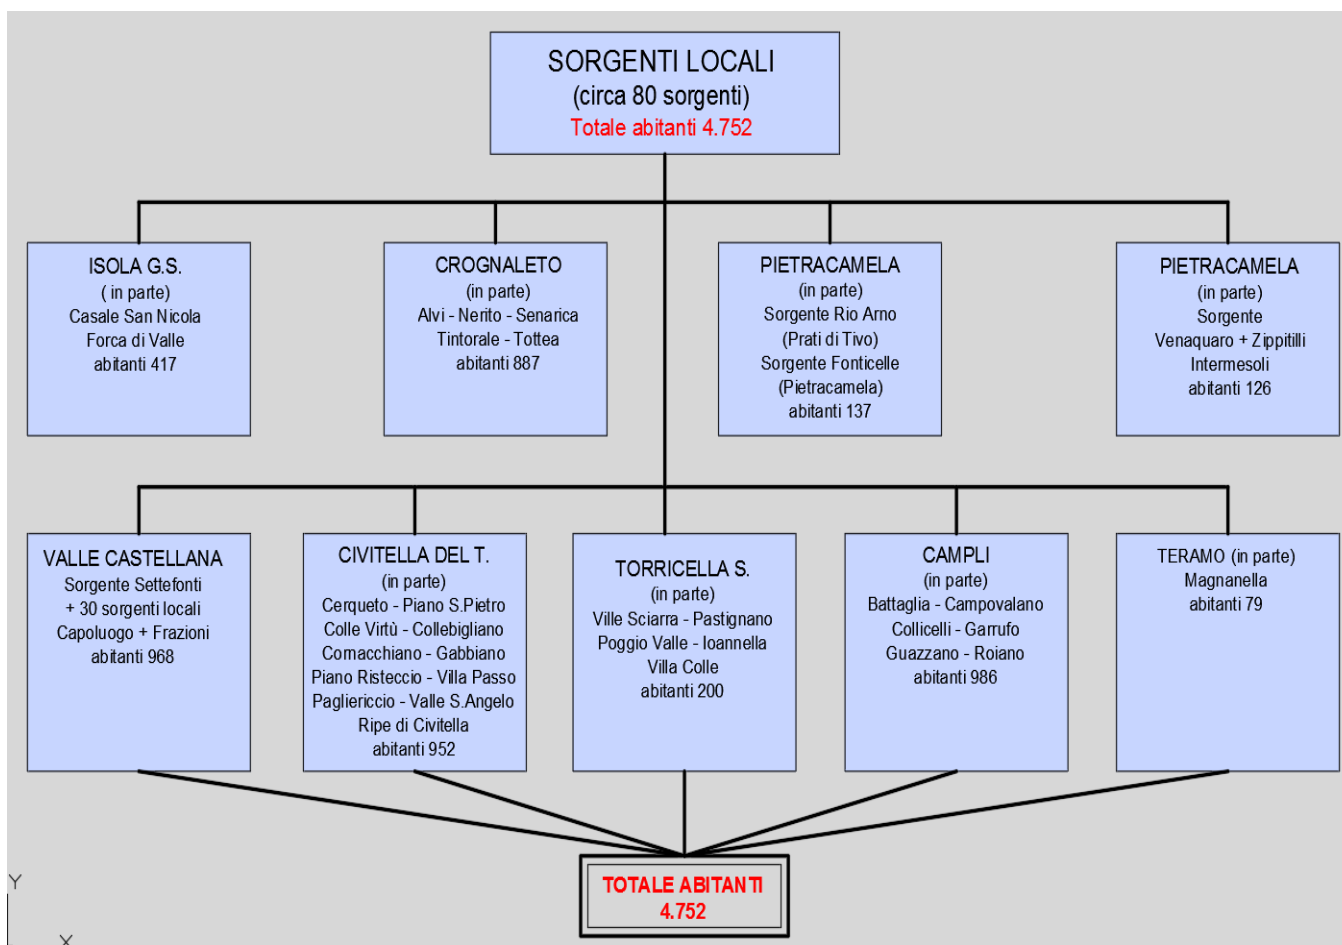 SORGENTI LOCALI
(circa 80 sorgenti)
Totale abitanti 4.752
ISOLA G.S.
( in parte)
Casale San Nicola
Forca di Valle
abitanti 417
CROGNALETO
(in parte)
Alvi - Nerito - Senarica
Tintorale - Tottea
abitanti 887
PIETRACAMELA
(in parte)
Sorgente Rio Arno
(Prati di Tivo)
Sorgente Fonticelle
(Pietracamela)
abitanti 137
PIETRACAMELA
(in parte)
Sorgente
Venaquaro + Zippitilli
Intermesoli
abitanti 126
VALLE CASTELLANA
Sorgente Settefonti
+ 30 sorgenti locali
Capoluogo + Frazioni
abitanti 968
CIVITELLA DEL T.
(in parte)
Cerqueto - Piano S.Pietro
Colle Virtù - Collebigliano
Cornacchiano - Gabbiano
Piano Risteccio - Villa Passo
Pagliericcio - Valle S.Angelo
Ripe di Civitella
abitanti 952
TORRICELLA S.
(in parte)
Ville Sciarra - Pastignano
Poggio Valle - Ioannella
Villa Colle
abitanti 200
CAMPLI
(in parte)
Battaglia - Campovalano
Collicelli - Garrufo
Guazzano - Roiano
abitanti 986
TERAMO (in parte)
Magnanella
abitanti 79
TOTALE ABITANTI
4.752
Y
X